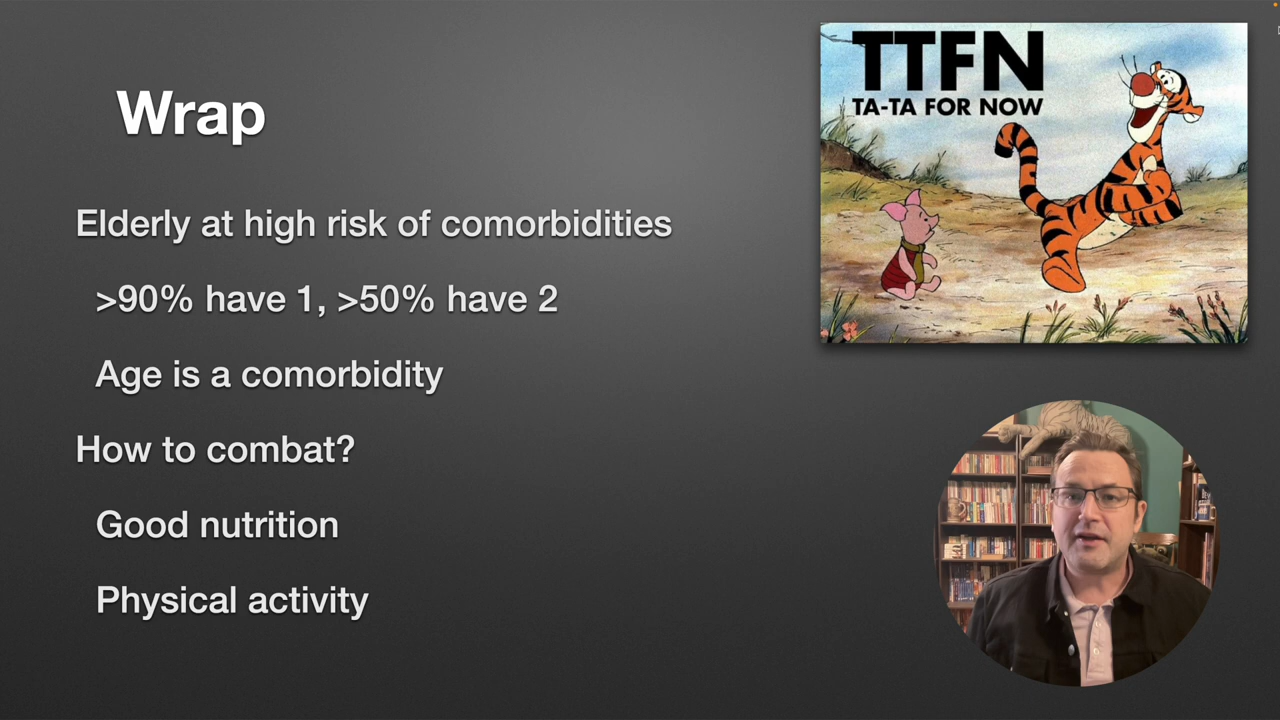 Wrap
Elderly at high risk of comorbidities
>90% have 1, >50% have 2
Age is a comorbidity
How to combat?
Good nutrition
Physical activity
TTFN
TA-TA FOR NOW